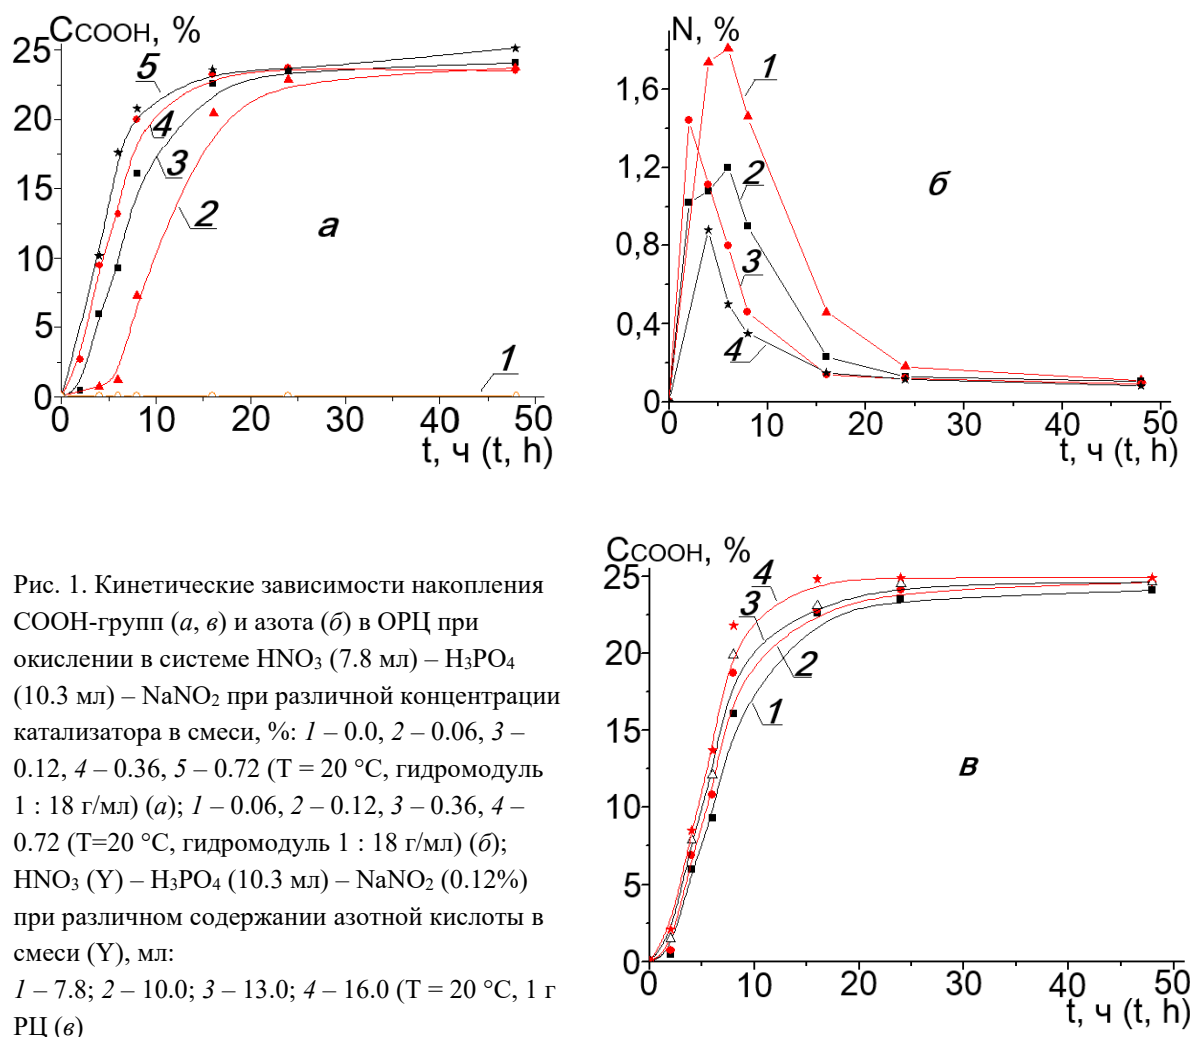 CCOOH, %
25
20
15
10
5
0
0
10
20
30
40
50
t, ч (t, h)
5
4
3
2
1
а
N, %
1,6
1,2
0,8
0,4
0
0
10
20
30
40
50
t, ч (t, h)
1
2
3
4
б
Рис. 1. Кинетические зависимости накопления
COOH-групп (а, в) и азота (б) в ОРЦ при
окислении в системе HNO3 (7.8 мл) – H3PO4
(10.3 мл) – NaNO2 при различной концентрации
катализатора в смеси, %: 1 – 0.0, 2 – 0.06, 3 –
0.12, 4 – 0.36, 5 – 0.72 (T = 20 °C, гидромодуль
1 : 18 г/мл) (а); 1 – 0.06, 2 – 0.12, 3 – 0.36, 4 –
0.72 (T=20 °C, гидромодуль 1 : 18 г/мл) (б);
HNO3 (Y) – H3PO4 (10.3 мл) – NaNO2 (0.12%)
при различном содержании азотной кислоты в
смеси (Y), мл:
1 – 7.8; 2 – 10.0; 3 – 13.0; 4 – 16.0 (T = 20 °C, 1 г
РЦ (в)
CCOOH, %
25
20
15
10
5
0
0
10
20
30
40
50
t, ч (t, h)
4
3
2
1
в